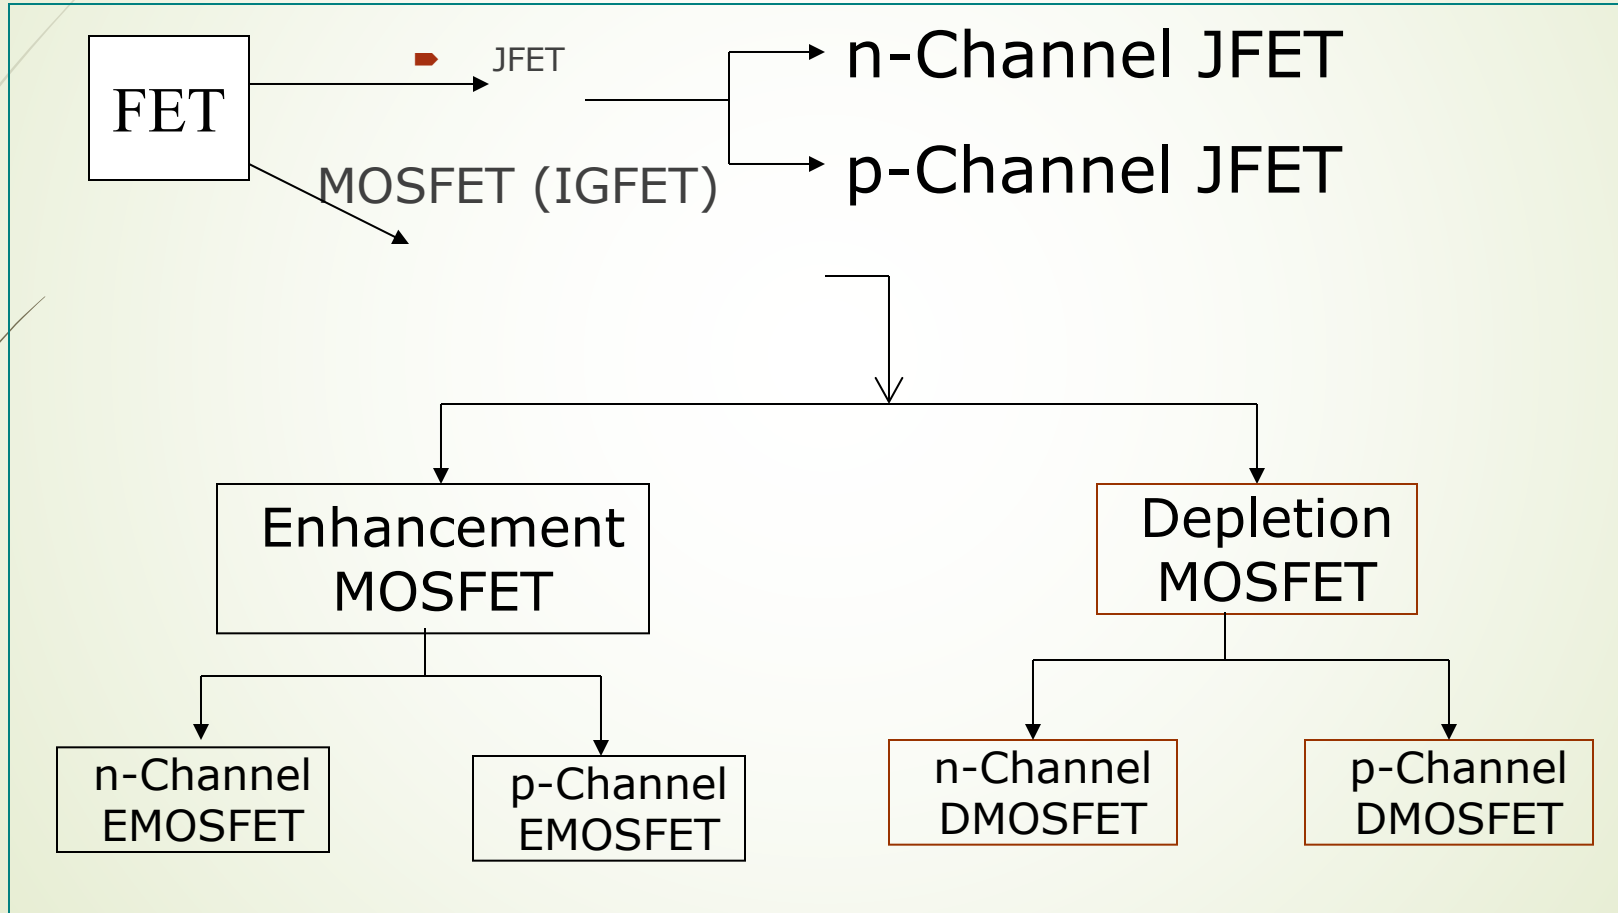 FET
JFET
n-Channel JFET
p-Channel JFET
MOSFET (IGFET)
Enhancement
MOSFET
Depletion
MOSFET
n-Channel
EMOSFET
p-Channel
EMOSFET
n-Channel
DMOSFET
p-Channel
DMOSFET